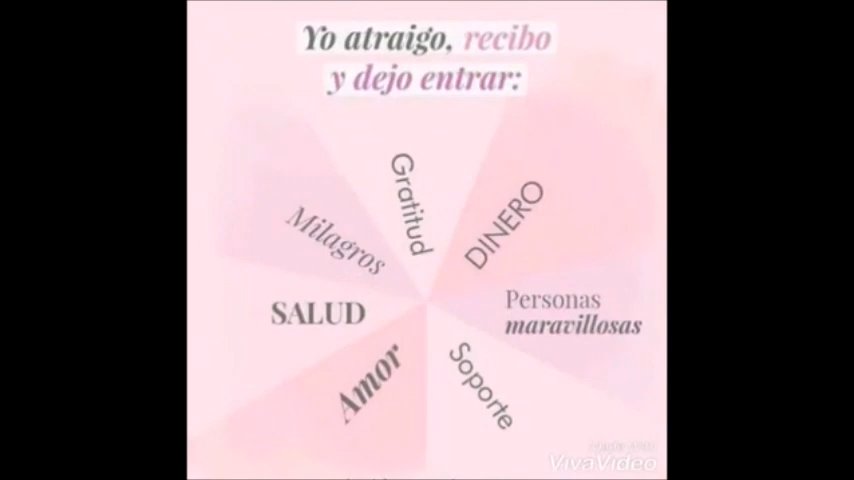 Yo atraigo, recibo
y dejo entrar:
Gratitud
DINERO
Personas
maravillosas
Soporte
Amor
SALUD
Milagros
VivaVideo